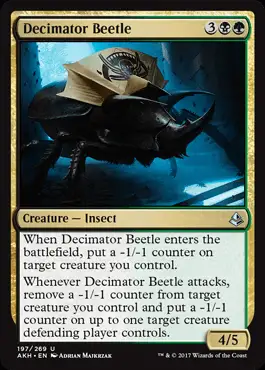 Decimator Beetle 3
Creature — Insect
When Decimator Beetle enters the
battlefield, put a -1/-1 counter on
target creature you control.
Whenever Decimator Beetle attacks,
remove a -1/-1 counter from target
creature you control and put a -1/-1
counter on up to one target creature
defending player controls.
4/5
197/269 U
AKH • EN Adrian Majkrzak
™ & © 2017 Wizards of the Coast